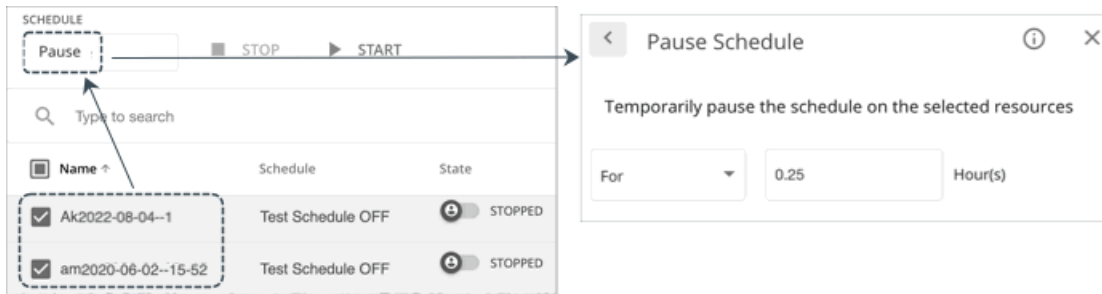 SCHEDULE
Pause
STOP
START
Type to search
Name
Schedule
State
Ak2022-08-04--1
Test Schedule OFF
STOPPED
am2020-06-02--15-52
Test Schedule OFF
STOPPED
Pause Schedule
Temporarily pause the schedule on the selected resources
For
0.25
Hour(s)